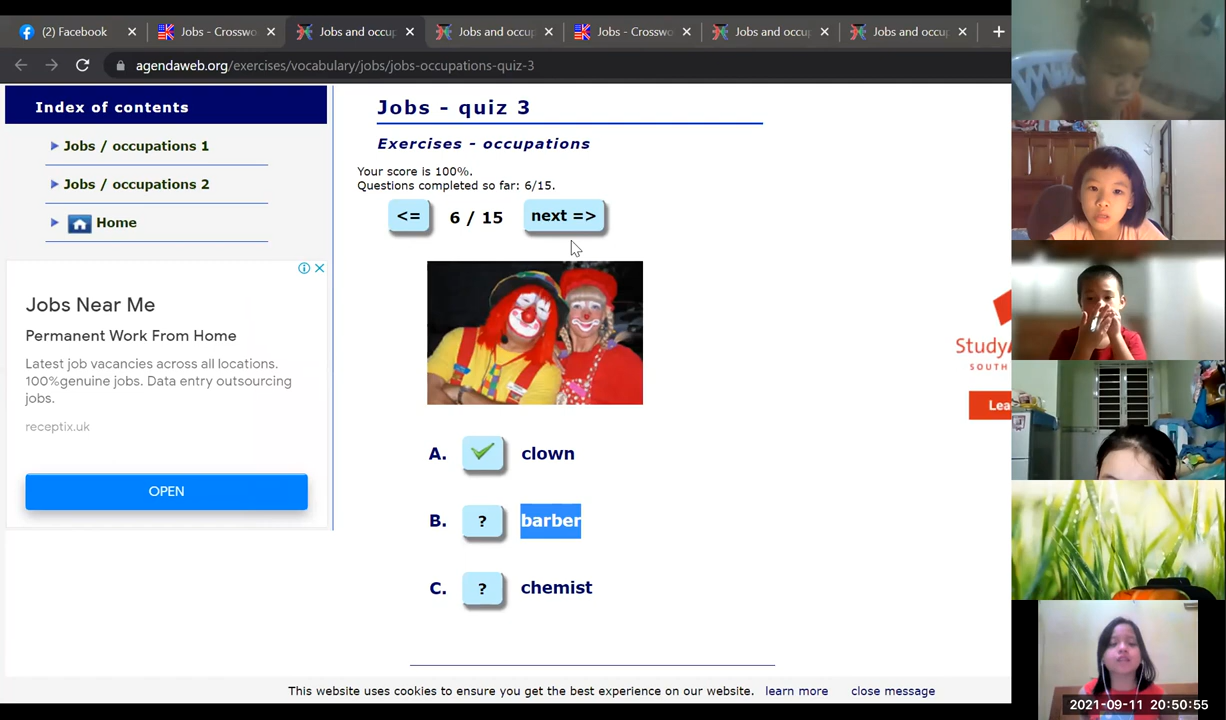 (2) Facebook
Jobs - Crosswo
Jobs and occup
Jobs and occup
Jobs - Crosswo
Jobs and occup
Jobs and occup
agendaweb.org/exercises/vocabulary/jobs/jobs-occupations-quiz-3
Index of contents
Jobs / occupations 1
Jobs / occupations 2
Home
Jobs Near Me
Permanent Work From Home
Latest job vacancies across all locations.
100%genuine jobs. Data entry outsourcing
jobs.
receptix.uk
OPEN
Jobs - quiz 3
Exercises - occupations
Your score is 100%.
Questions completed so far: 6/15.
<= 6 / 15 next =>
A. clown
B. ? barber
C. ? chemist
StudyA
SOUTH
Lea
This website uses cookies to ensure you get the best experience on our website. learn more close message
2021-09-11 20:50:55